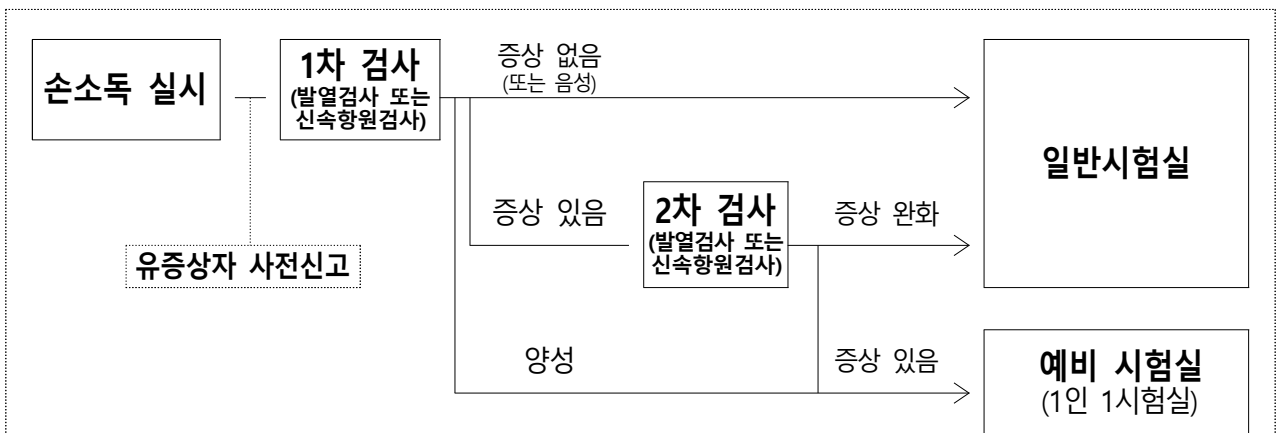 손소독 실시
1차 검사
(발열검사 또는
신속항원검사)
증상 없음
(또는 음성)
일반시험실
증상 있음
2차 검사
(발열검사 또는
신속항원검사)
증상 완화
유증상자 사전신고
양성
증상 있음
예비 시험실
(1인 1시험실)